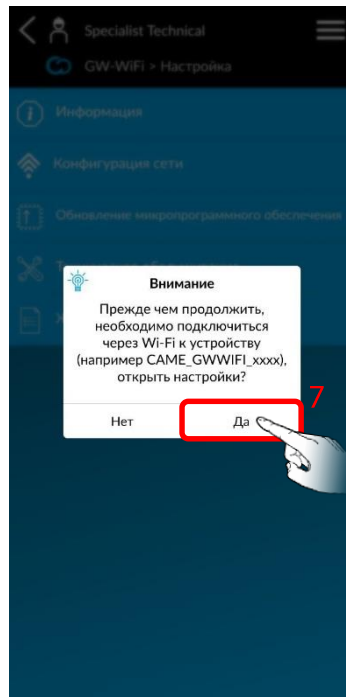 Specialist Technical
GW-WiFi > Настройка
Информация
Конфигурация сети
Обновление микропрограммного обеспечения
Внимание
Прежде чем
продолжить,
необходимо подключиться
через Wi-Fi к устройству
(например CAME_GWWIFI_xxxx),
открыть настройки?
7
Нет
Да